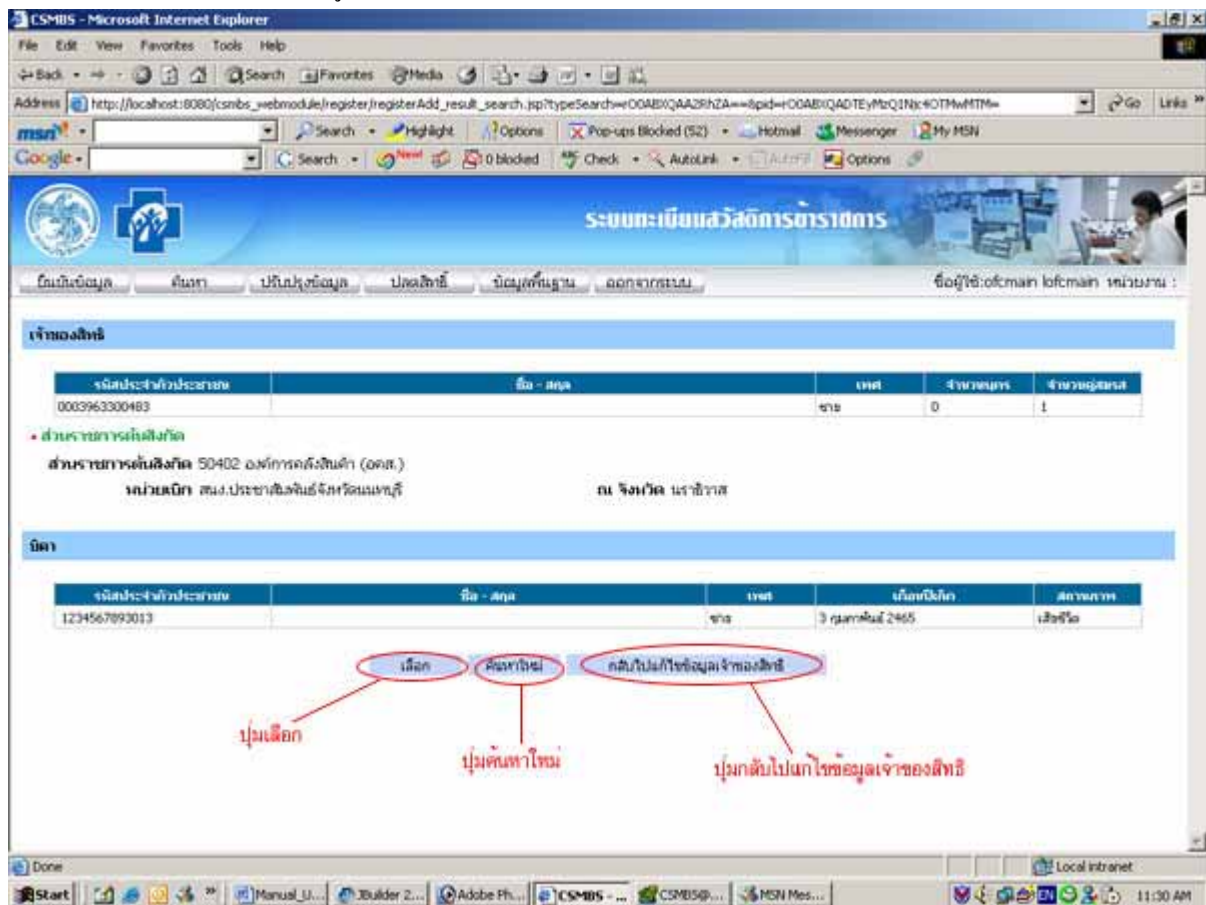 CSMBS - Microsoft Internet Explorer
File Edit View Favorites Tools Help
Back Search Favorites Media
Address http://localhost:8080/csmbs_webmodule/register/registerAdd_result_search.jsp?typeSearch= Go Links »
msn Search Highlight Options Pop-ups Blocked (52) Hotmail Messenger My MSN
Google Search New! 0 blocked Check AutoLink AutoFill Options
ระบบทะเบียนสวัสดิการข้าราชการ
ยืนยันข้อมูล ค้นหา ปรับปรุงข้อมูล ปลดสิทธิ์ ข้อมูลพื้นฐาน ออกจากระบบ ชื่อผู้ใช้:ofcmain lofcmain หน่วยงาน :
เจ้าของสิทธิ
รหัสประจำตัวประชาชน ชื่อ - สกุล เพศ จำนวนบุตร จำนวนคู่สมรส
0003963300483 ชาย 0 1
ส่วนราชการต้นสังกัด
ส่วนราชการต้นสังกัด 50402 องค์การคลังสินค้า (อคส.)
หน่วยเบิก สนง.ประชาสัมพันธ์จังหวัดนนทบุรี ณ จังหวัด นราธิวาส
บิดา
รหัสประจำตัวประชาชน ชื่อ - สกุล เพศ เดือนปีเกิด สถานภาพ
1234567893013 ชาย 3 กุมภาพันธ์ 2465 เสียชีวิต
เลือก ค้นหาใหม่ กลับไปแก้ไขข้อมูลเจ้าของสิทธิ
ปุ่มเลือก
ปุ่มค้นหาใหม่
ปุ่มกลับไปแก้ไขข้อมูลเจ้าของสิทธิ
Done Local intranet
Start » Manual_U... JBuilder 2... Adobe Ph... CSMBS - ... CSMBS@... MSN Mes... EN 11:30 AM